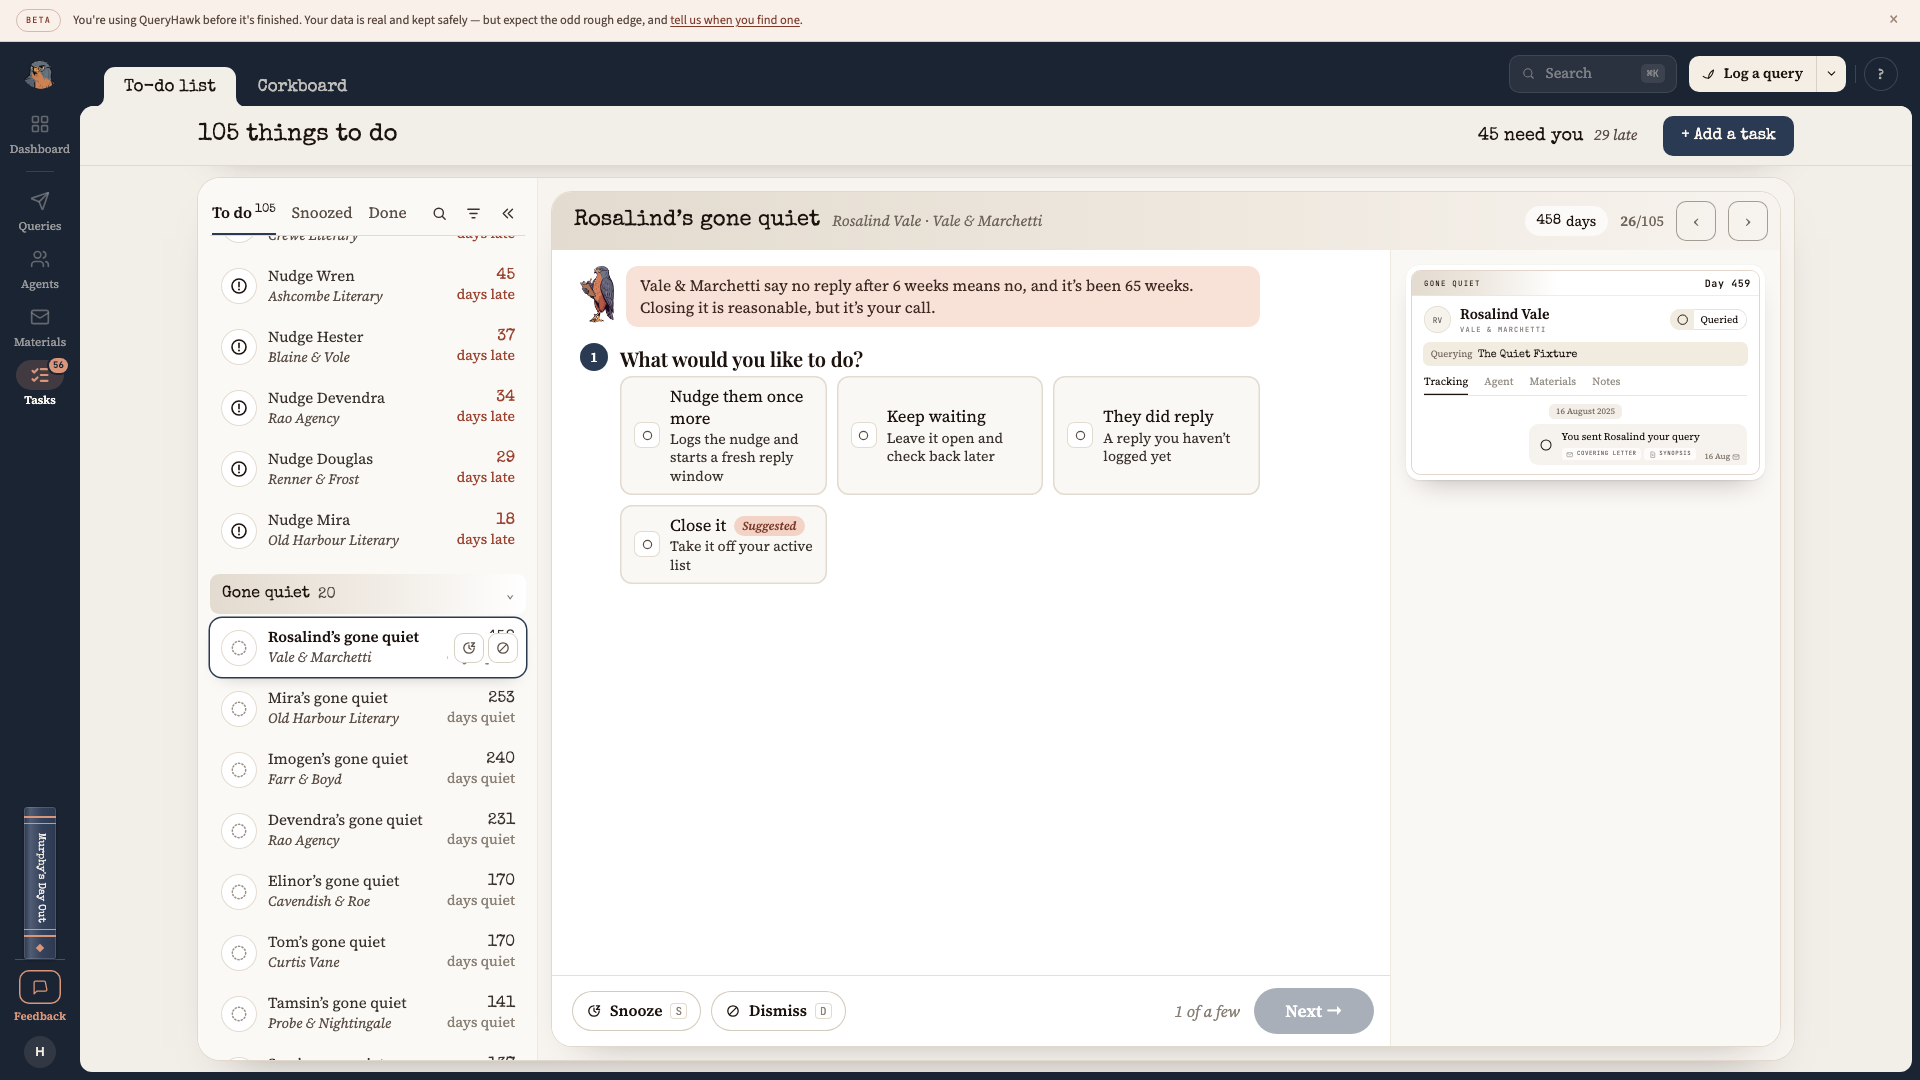 BETA
You're using QueryHawk before it's finished. Your data is real and kept safely — but expect the odd rough edge, and tell us when you find one.
×
To-do list
Corkboard
Search
⌘K
Log a query
?
Dashboard
Queries
Agents
Materials
56
Tasks
Murphy's Day Out
Feedback
H
105 things to do
45 need you 29 late
+ Add a task
To do 105
Snoozed
Done
Crewe Literary
days late
Nudge Wren
45
Ashcombe Literary
days late
Nudge Hester
37
Blaine & Vole
days late
Nudge Devendra
34
Rao Agency
days late
Nudge Douglas
29
Renner & Frost
days late
Nudge Mira
18
Old Harbour Literary
days late
Gone quiet 20
Rosalind's gone quiet
Vale & Marchetti
Mira's gone quiet
253
Old Harbour Literary
days quiet
Imogen's gone quiet
240
Farr & Boyd
days quiet
Devendra's gone quiet
231
Rao Agency
days quiet
Elinor's gone quiet
170
Cavendish & Roe
days quiet
Tom's gone quiet
170
Curtis Vane
days quiet
Tamsin's gone quiet
141
Probe & Nightingale
days quiet
Rosalind's gone quiet
Rosalind Vale · Vale & Marchetti
458 days
26/105
‹
›
Vale & Marchetti say no reply after 6 weeks means no, and it's been 65 weeks.
Closing it is reasonable, but it's your call.
1
What would you like to do?
Nudge them once
more
Logs the nudge and
starts a fresh reply
window
Keep waiting
Leave it open and
check back later
They did reply
A reply you haven't
logged yet
Close it Suggested
Take it off your active
list
Snooze S
Dismiss D
1 of a few
Next →
GONE QUIET
Day 459
RV
Rosalind Vale
VALE & MARCHETTI
Queried
Querying The Quiet Fixture
Tracking
Agent
Materials
Notes
16 August 2025
You sent Rosalind your query
COVERING LETTER
SYNOPSIS
16 Aug